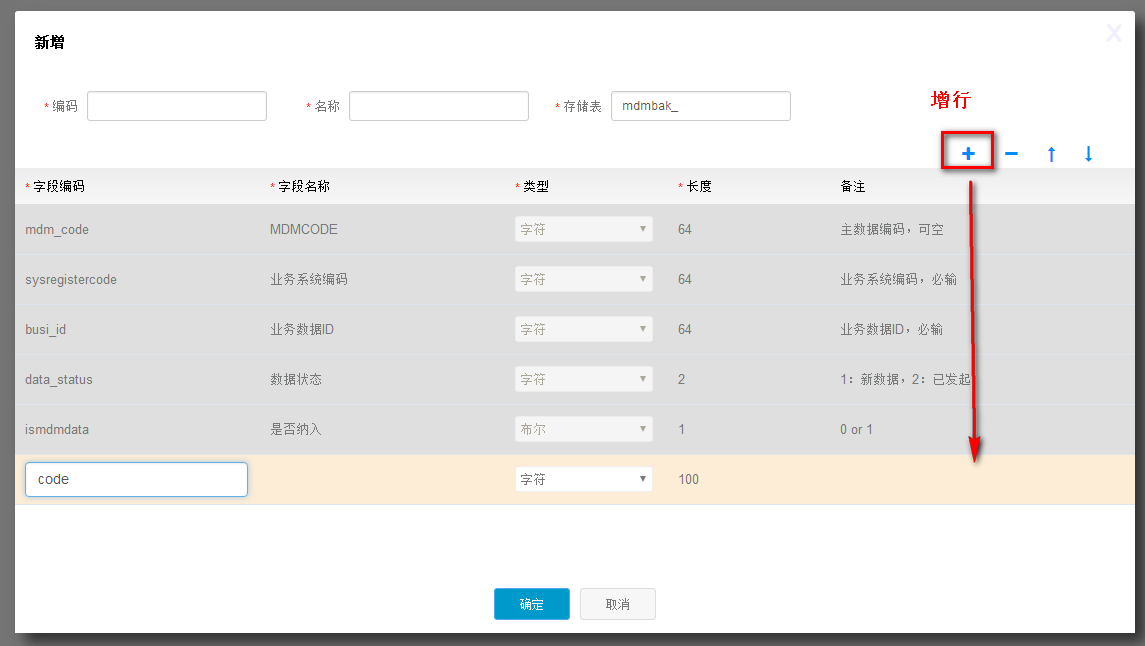 新增
X
* 编码
* 名称
* 存储表 mdmbak_
增行
* 字段编码 * 字段名称 * 类型 * 长度 备注
mdm_code MDMCODE 字符 64 主数据编码，可空
sysregistercode 业务系统编码 字符 64 业务系统编码，必输
busi_id 业务数据ID 字符 64 业务数据ID，必输
data_status 数据状态 字符 2 1：新数据，2：已发起
ismdmdata 是否纳入 布尔 1 0 or 1
code 字符 100
确定 取消